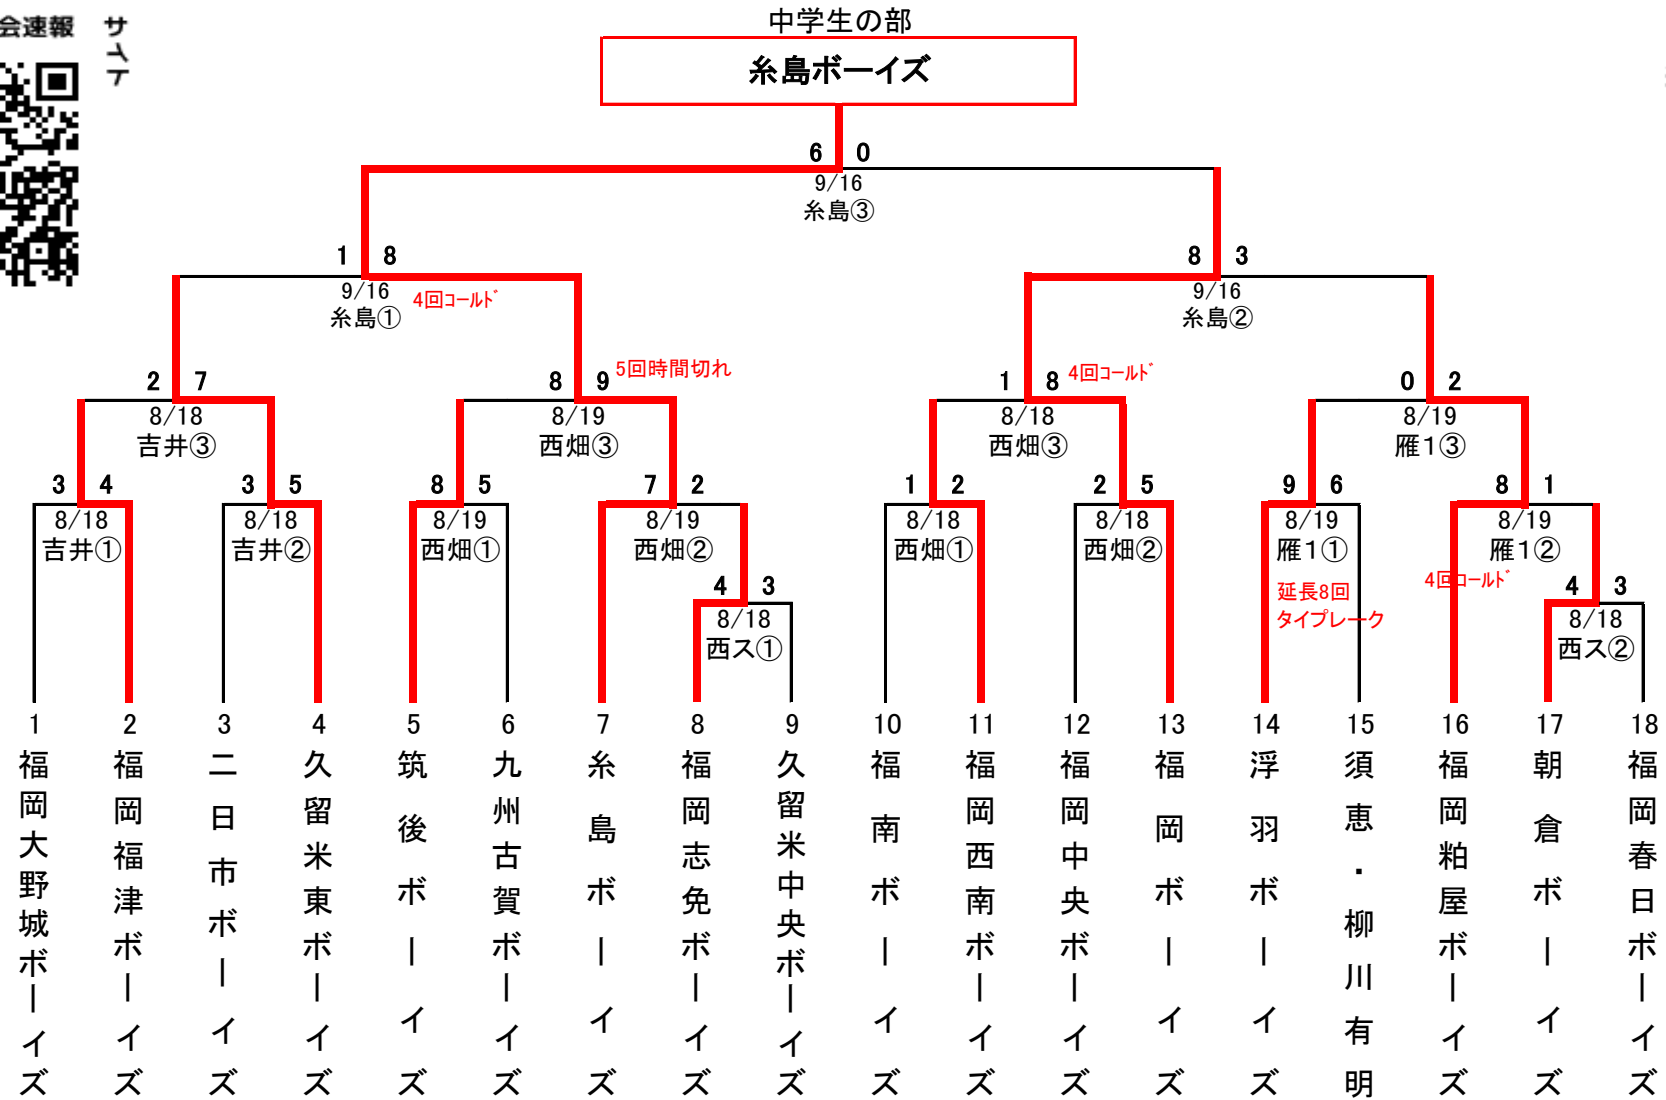 会速報
サイト
中学生の部
糸島ボーイズ
6 0
9/16
糸島③
1 8
9/16
糸島①
4回コールド
8 3
9/16
糸島②
2 7
8/18
吉井③
8 9
5回時間切れ
8/19
西畑③
1 8
4回コールド
8/18
西畑③
0 2
8/19
雁1③
3 4
8/18
吉井①
3 5
8/18
吉井②
8 5
8/19
西畑①
7 2
8/19
西畑②
1 2
8/18
西畑①
2 5
8/18
西畑②
9 6
8/19
雁1①
延長8回
タイブレーク
8 1
8/19
雁1②
4回コールド
4 3
8/18
西ス①
4 3
8/18
西ス②
1
福岡大野城ボーイズ
2
福岡福津ボーイズ
3
二日市ボーイズ
4
久留米東ボーイズ
5
筑後ボーイズ
6
九州古賀ボーイズ
7
糸島ボーイズ
8
福岡志免ボーイズ
9
久留米中央ボーイズ
10
福南ボーイズ
11
福岡西南ボーイズ
12
福岡中央ボーイズ
13
福岡ボーイズ
14
浮羽ボーイズ
15
須恵・柳川有明
16
福岡粕屋ボーイズ
17
朝倉ボーイズ
18
福岡春日ボーイズ